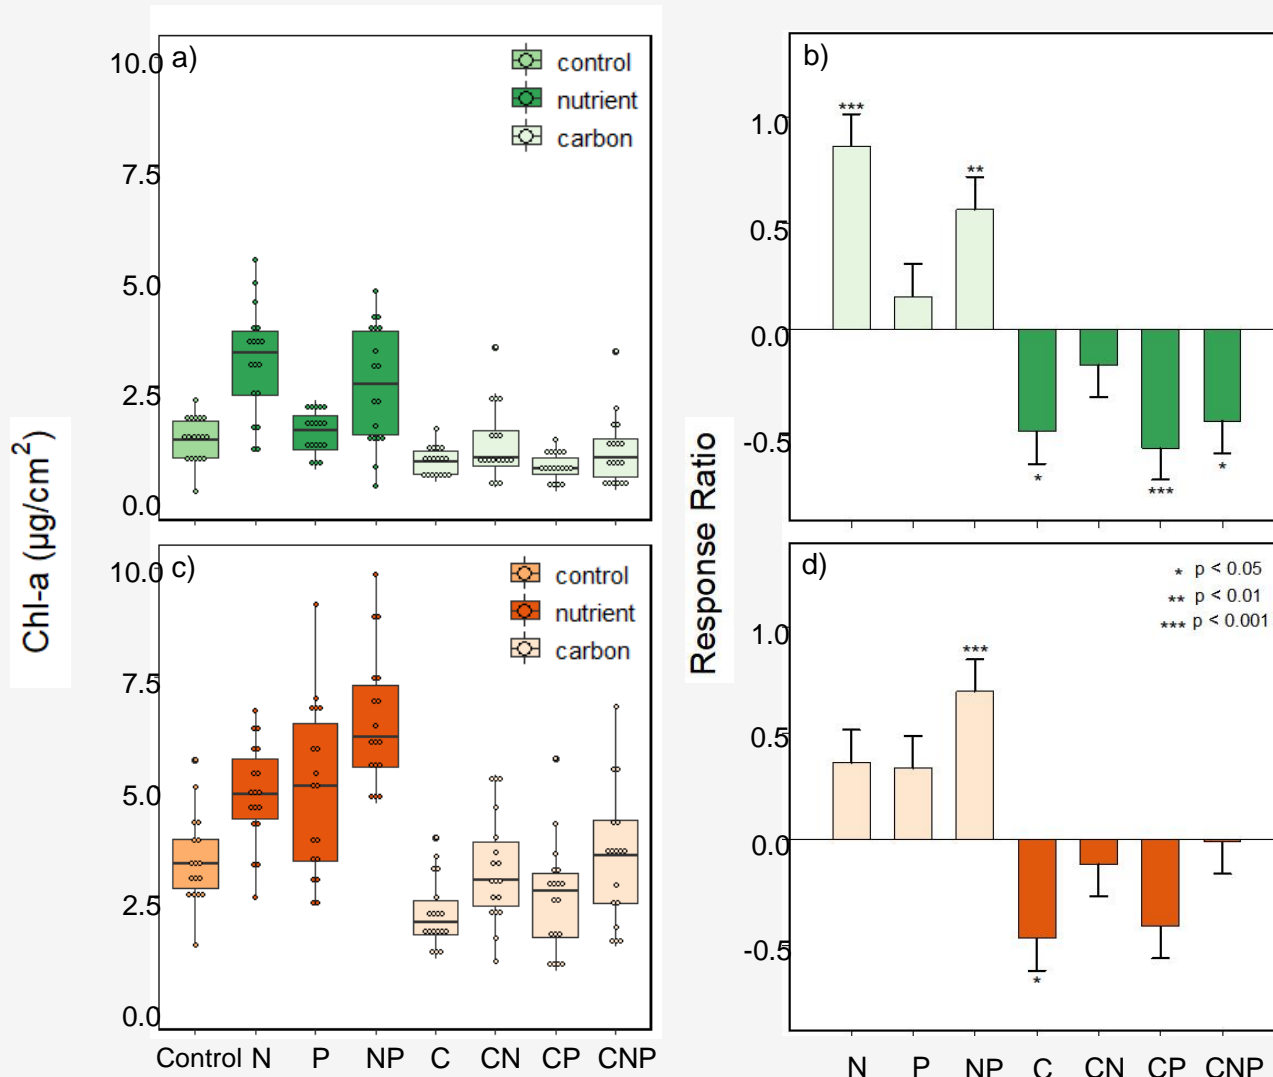 a)
10.0
7.5
5.0
2.5
0.0
control
nutrient
carbon
b)
1.0
0.5
0.0
-0.5
***
**
*
***
*
Chl-a (µg/cm²)
Response Ratio
c)
10.0
7.5
5.0
2.5
0.0
control
nutrient
carbon
Control N P NP C CN CP CNP
d)
* p < 0.05
** p < 0.01
*** p < 0.001
1.0
0.5
0.0
-0.5
***
*
N P NP C CN CP CNP